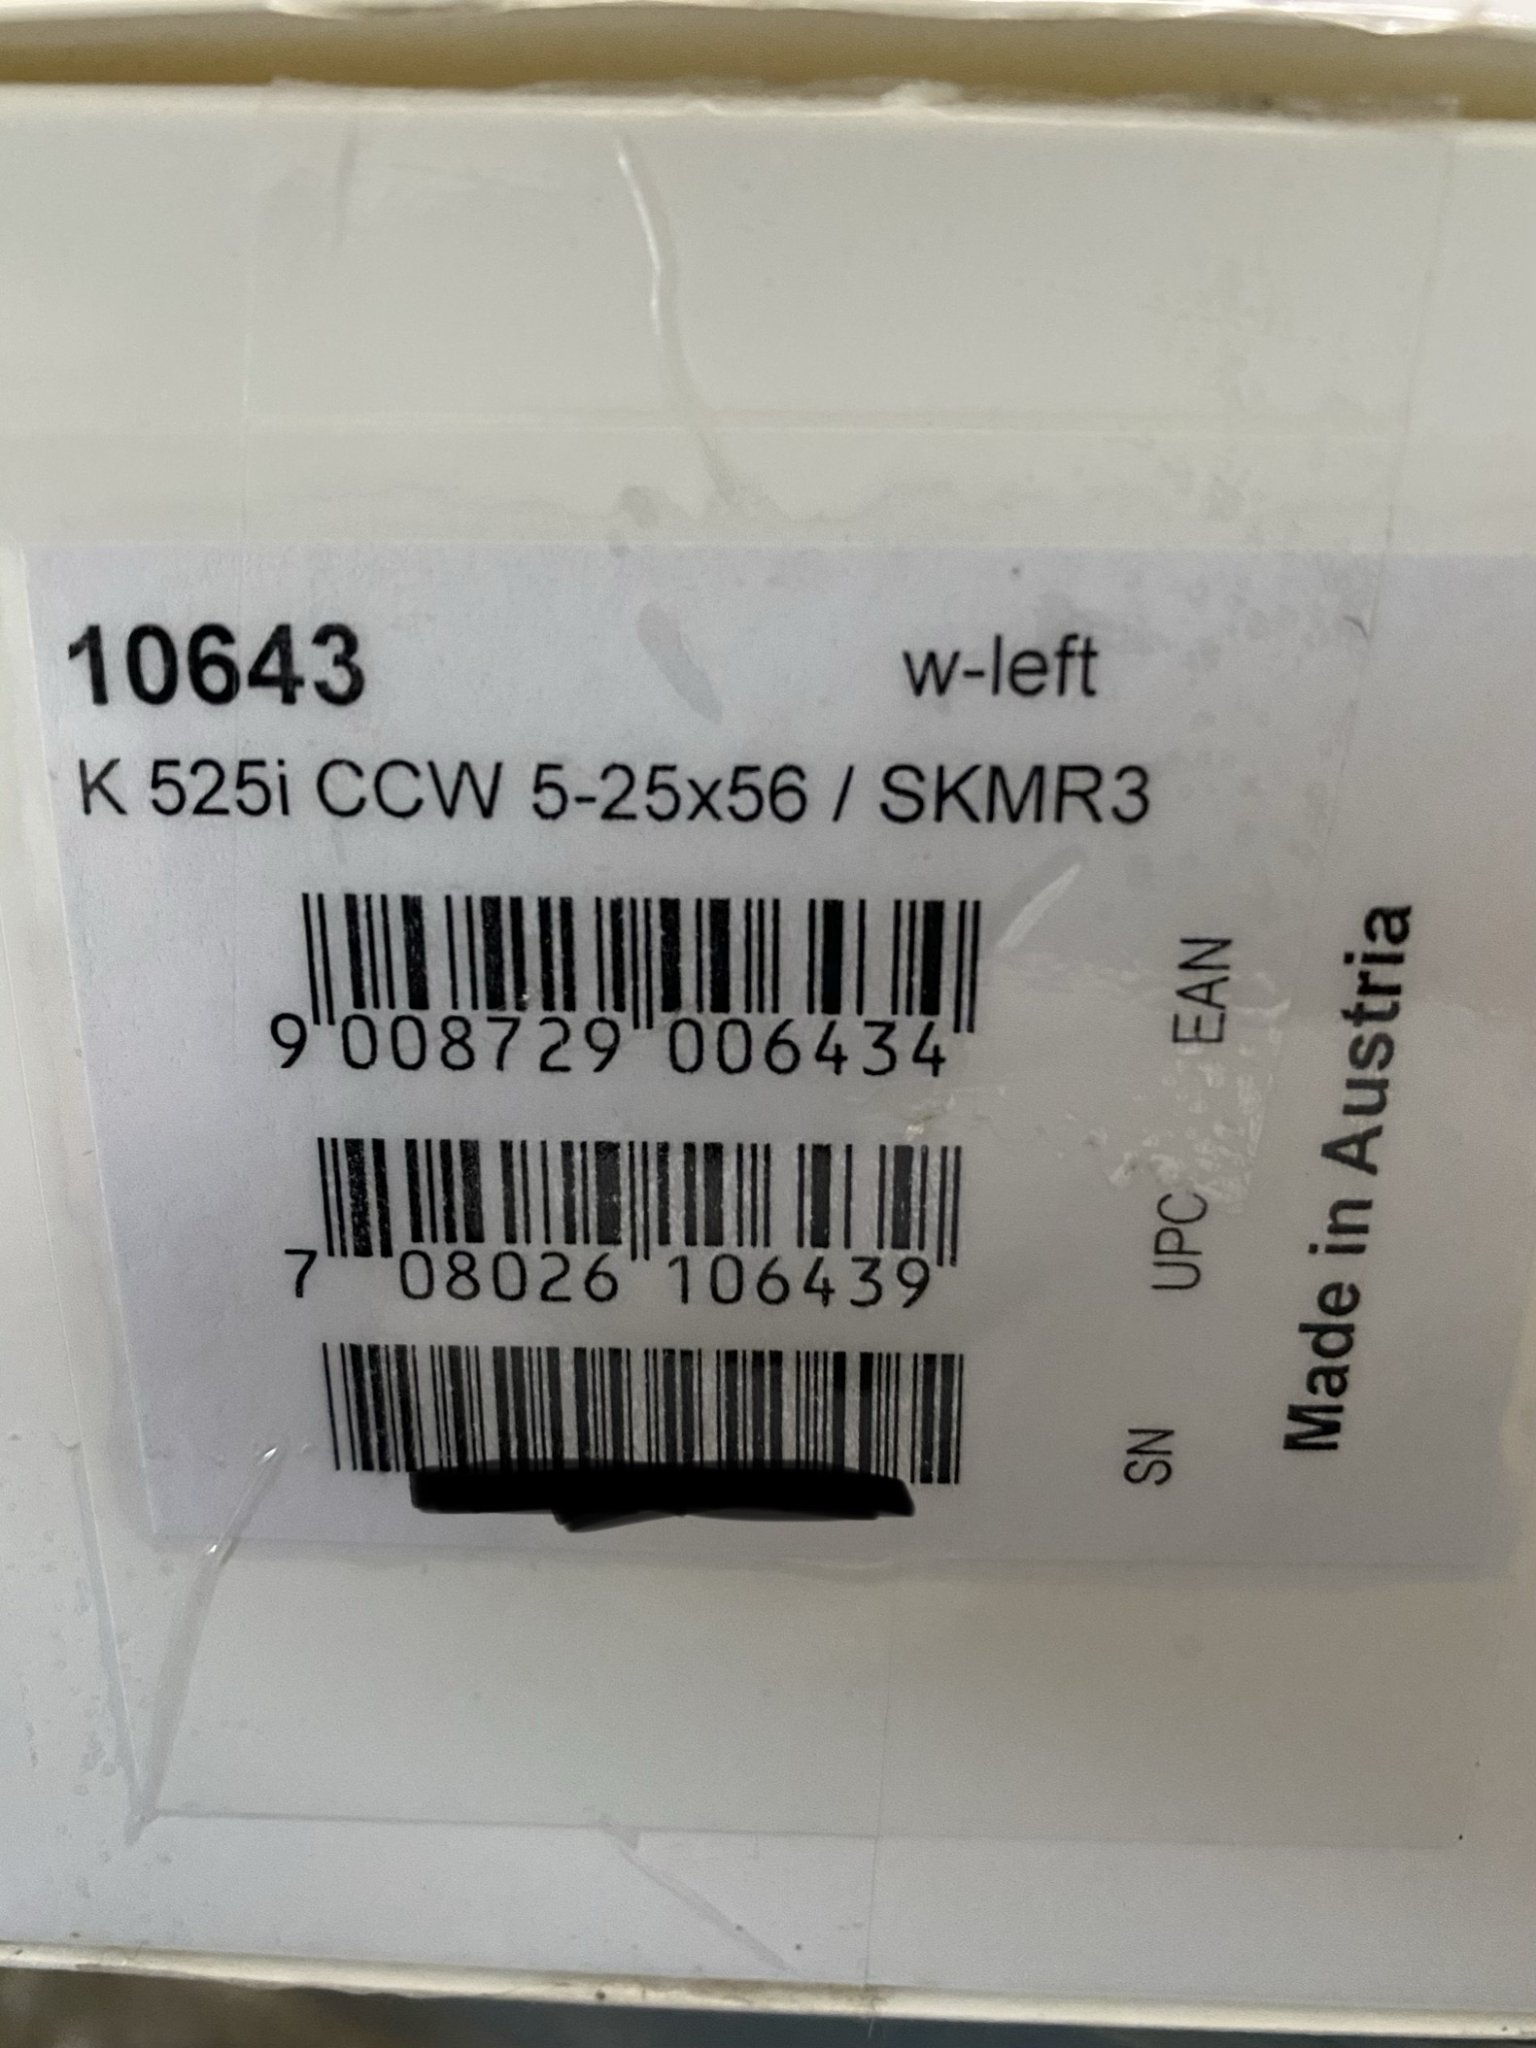 10643 w-left
K 525i CCW 5-25x56 / SKMR3
9 008729 006434
EAN
7 08026 106439
UPC
SN
Made in Austria